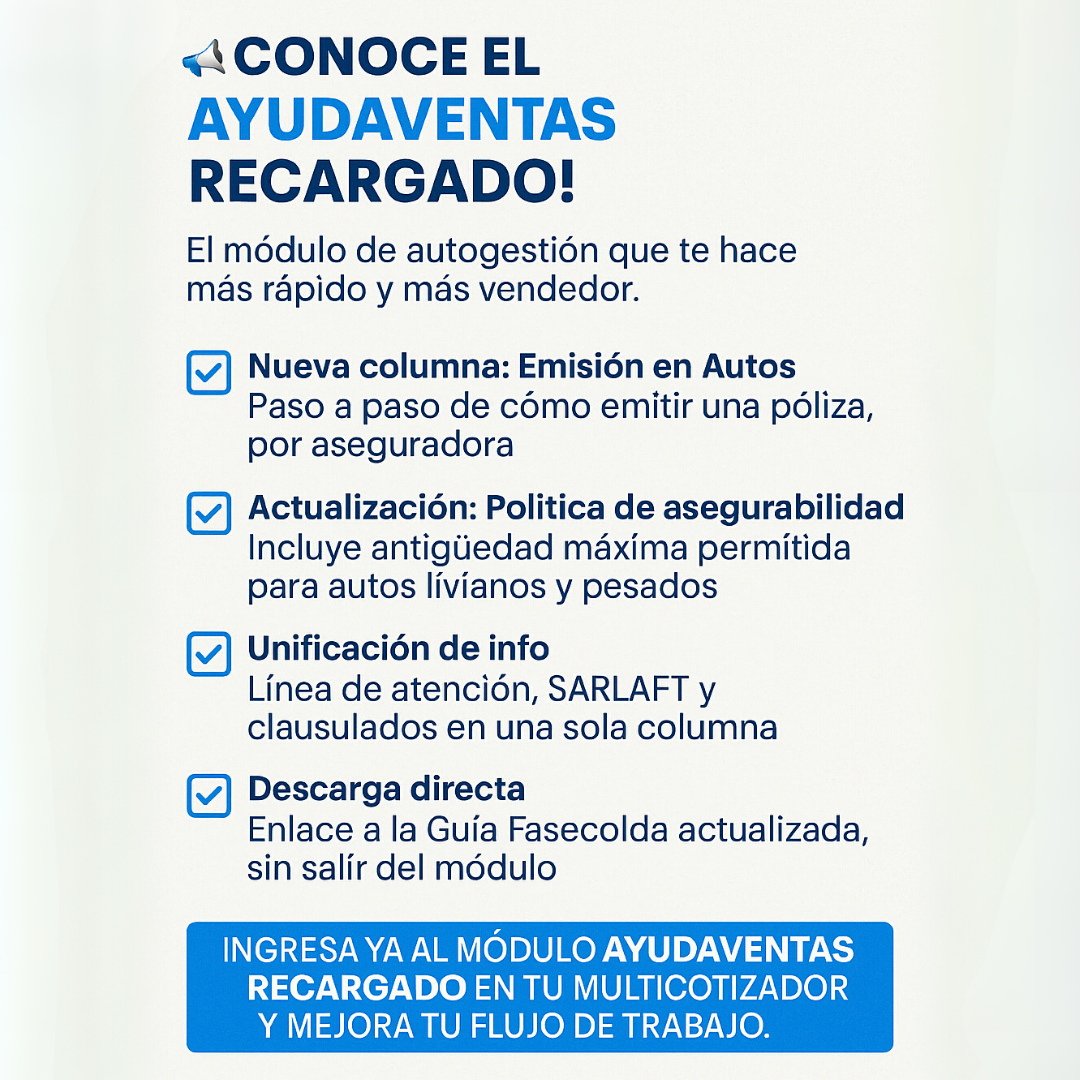 📢CONOCE EL
AYUDAVENTAS
RECARGADO!
El módulo de autogestión que te hace
más rápido y más vendedor.
Nueva columna: Emisión en Autos
Paso a paso de cómo emitir una póliza,
por aseguradora
Actualización: Politica de asegurabilidad
Incluye antigüedad máxíma permítida
para autos lívíanos y pesados
Unificación de info
Línea de atención, SARLAFT y
clausulados en una sola columna
Descarga directa
Enlace a la Guía Fasecolda actualizada,
sin salír del módulo
INGRESA YA AL MÓDULO AYUDAVENTAS
RECARGADO EN TU MULTICOTIZADOR
Y MEJORA TU FLUJO DE TRABAJO.